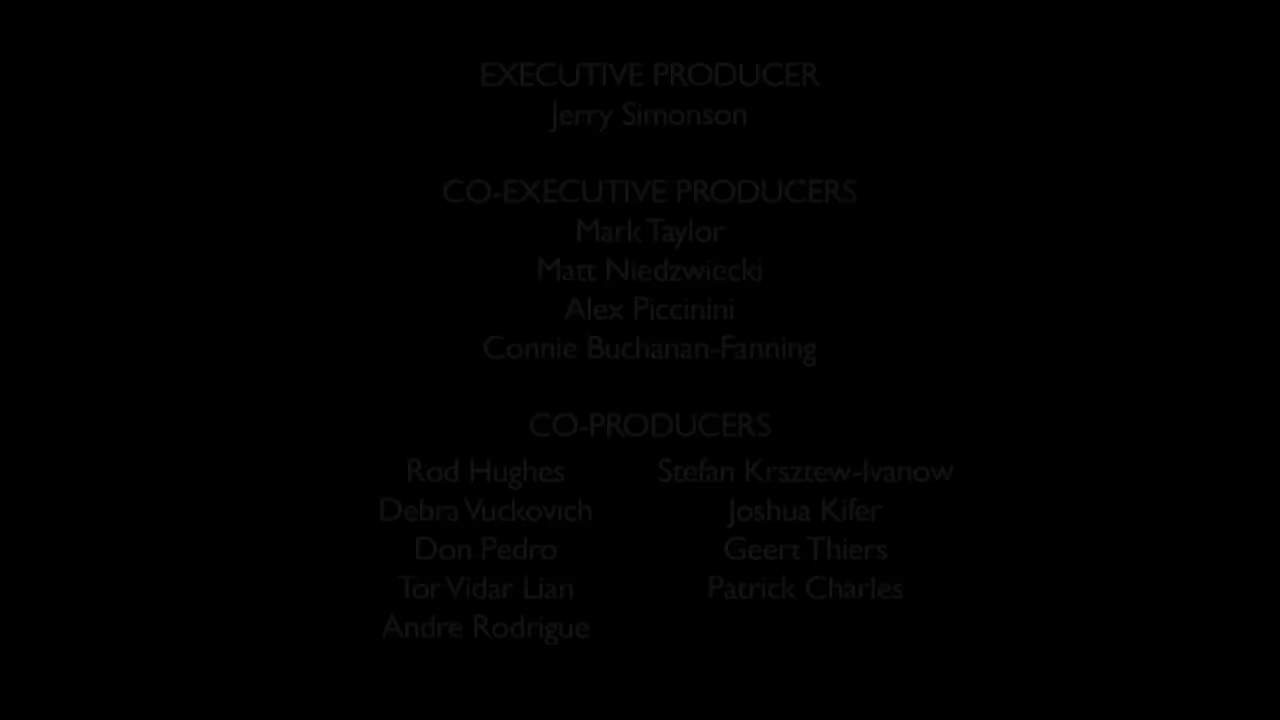 EXECUTIVE PRODUCER
Jerry Simonson
CO-EXECUTIVE PRODUCERS
Mark Taylor
Matt Niedzwiecki
Alex Piccinini
Connie Buchanan-Fanning
CO-PRODUCERS
Rod Hughes
Debra Vuckovich
Don Pedro
Tor Vidar Lian
Andre Rodrigue
Stefan Krsztew-Ivanow
Joshua Kifer
Geert Thiers
Patrick Charles